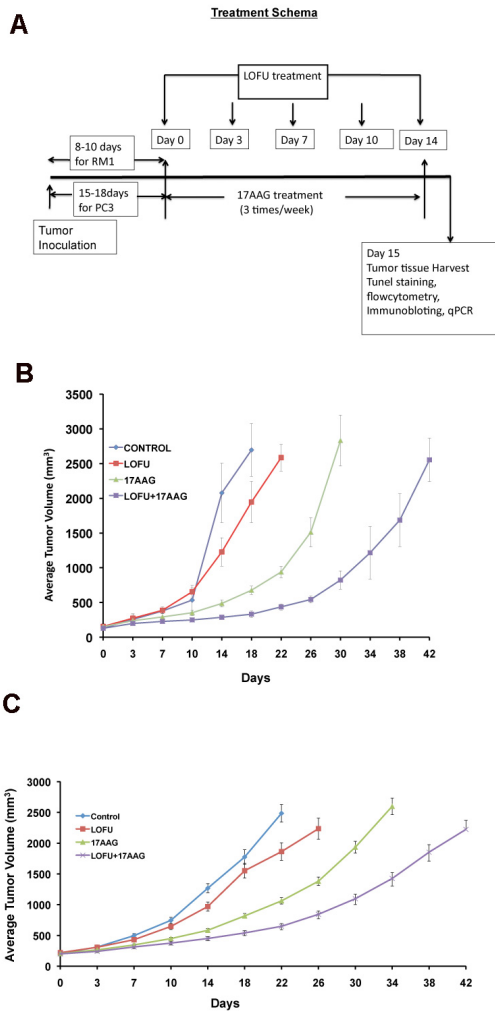 Treatment Schema
A
LOFU treatment
8-10 days
for RM1
Day 0
Day 3
Day 7
Day 10
Day 14
15-18days
for PC3
17AAG treatment
(3 times/week)
Tumor
Inoculation
Day 15
Tumor tissue Harvest
Tunel staining,
flowcytometry,
Immunobloting, qPCR
B
3500
3000
2500
2000
1500
1000
500
0
Average Tumor Volume (mm³)
CONTROL
LOFU
17AAG
LOFU+17AAG
0 3 7 10 14 18 22 26 30 34 38 42
Days
C
3000
2500
2000
1500
1000
500
0
Average Tumor Volume (mm³)
Control
LOFU
17AAG
LOFU+17AAG
0 3 7 10 14 18 22 26 30 34 38 42
Days